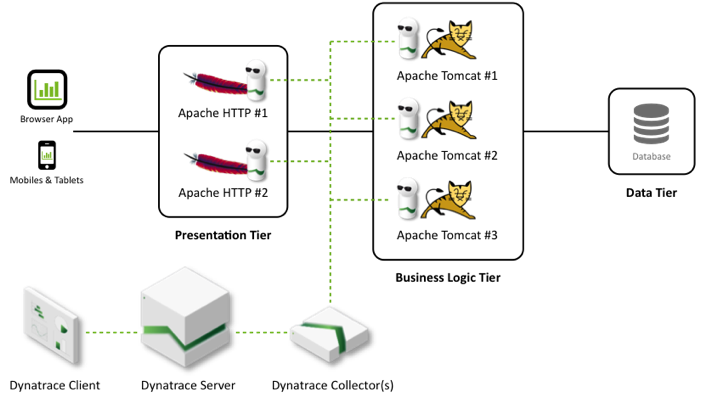 Browser App
Mobiles & Tablets
Apache HTTP #1
Apache HTTP #2
Presentation Tier
Apache Tomcat #1
Apache Tomcat #2
Apache Tomcat #3
Business Logic Tier
Database
Data Tier
Dynatrace Client
Dynatrace Server
Dynatrace Collector(s)